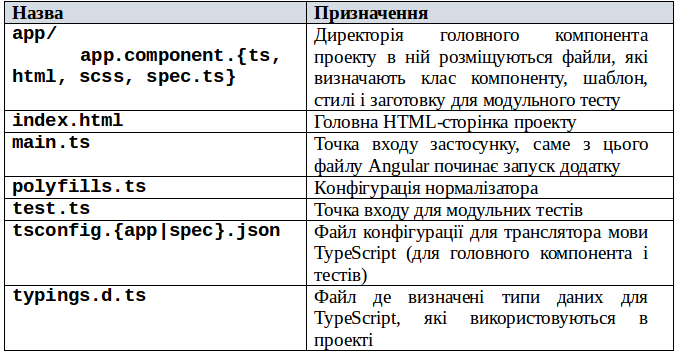 Назва
Призначення
app/
app.component.{ts,
html, scss, spec.ts}
Директорія головного компонента
проекту в ній розміщуються файли, які
визначають клас компоненту, шаблон,
стилі і заготовку для модульного тесту
index.html
Головна HTML-сторінка проекту
main.ts
Точка входу застосунку, саме з цього
файлу Angular починає запуск додатку
polyfills.ts
Конфігурація нормалізатора
test.ts
Точка входу для модульних тестів
tsconfig.{app|spec}.json
Файл конфігурації для транслятора мови
TypeScript (для головного компонента і
тестів)
typings.d.ts
Файл де визначені типи даних для
TypeScript, які використовуються в
проекті